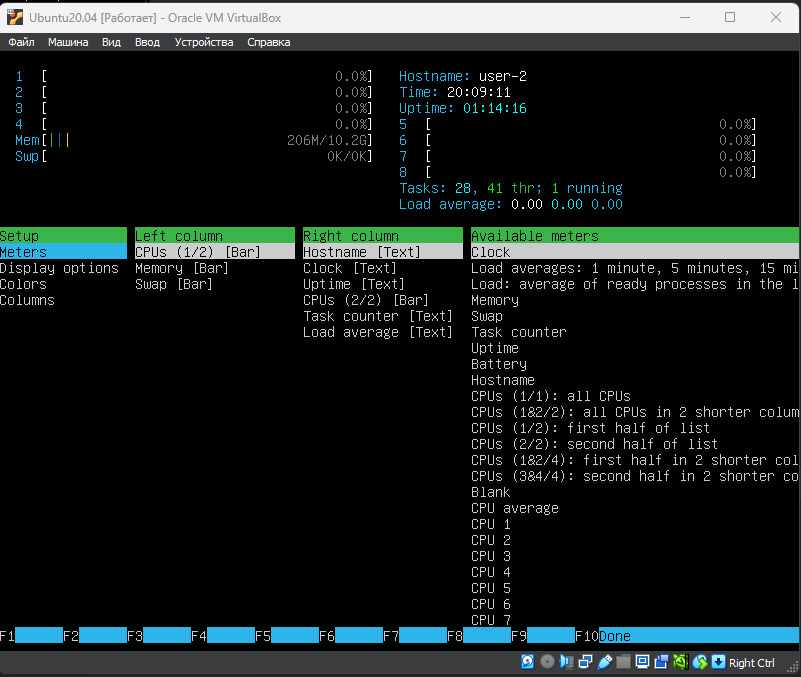 Ubuntu20.04 [Работает] - Oracle VM VirtualBox
Файл Машина Вид Ввод Устройства Справка
1 [ 0.0%] Hostname: user-2
2 [ 0.0%] Time: 20:09:11
3 [ 0.0%] Uptime: 01:14:16
4 [ 0.0%] 5 [ 0.0%]
Mem[||| 206M/10.2G] 6 [ 0.0%]
Swp[ 0K/0K] 7 [ 0.0%]
8 [ 0.0%]
Tasks: 28, 41 thr; 1 running
Load average: 0.00 0.00 0.00
Setup Left column Right column Available meters
Meters CPUs (1/2) [Bar] Hostname [Text] Clock
Display options Memory [Bar] Clock [Text] Load averages: 1 minute, 5 minutes, 15 mi
Colors Swap [Bar] Uptime [Text] Load: average of ready processes in the l
Columns CPUs (2/2) [Bar] Memory
Task counter [Text] Swap
Load average [Text] Task counter
Uptime
Battery
Hostname
CPUs (1/1): all CPUs
CPUs (1&2/2): all CPUs in 2 shorter colum
CPUs (1/2): first half of list
CPUs (2/2): second half of list
CPUs (1&2/4): first half in 2 shorter col
CPUs (3&4/4): second half in 2 shorter co
Blank
CPU average
CPU 1
CPU 2
CPU 3
CPU 4
CPU 5
CPU 6
CPU 7
F1 F2 F3 F4 F5 F6 F7 F8 F9 F10Done
Right Ctrl